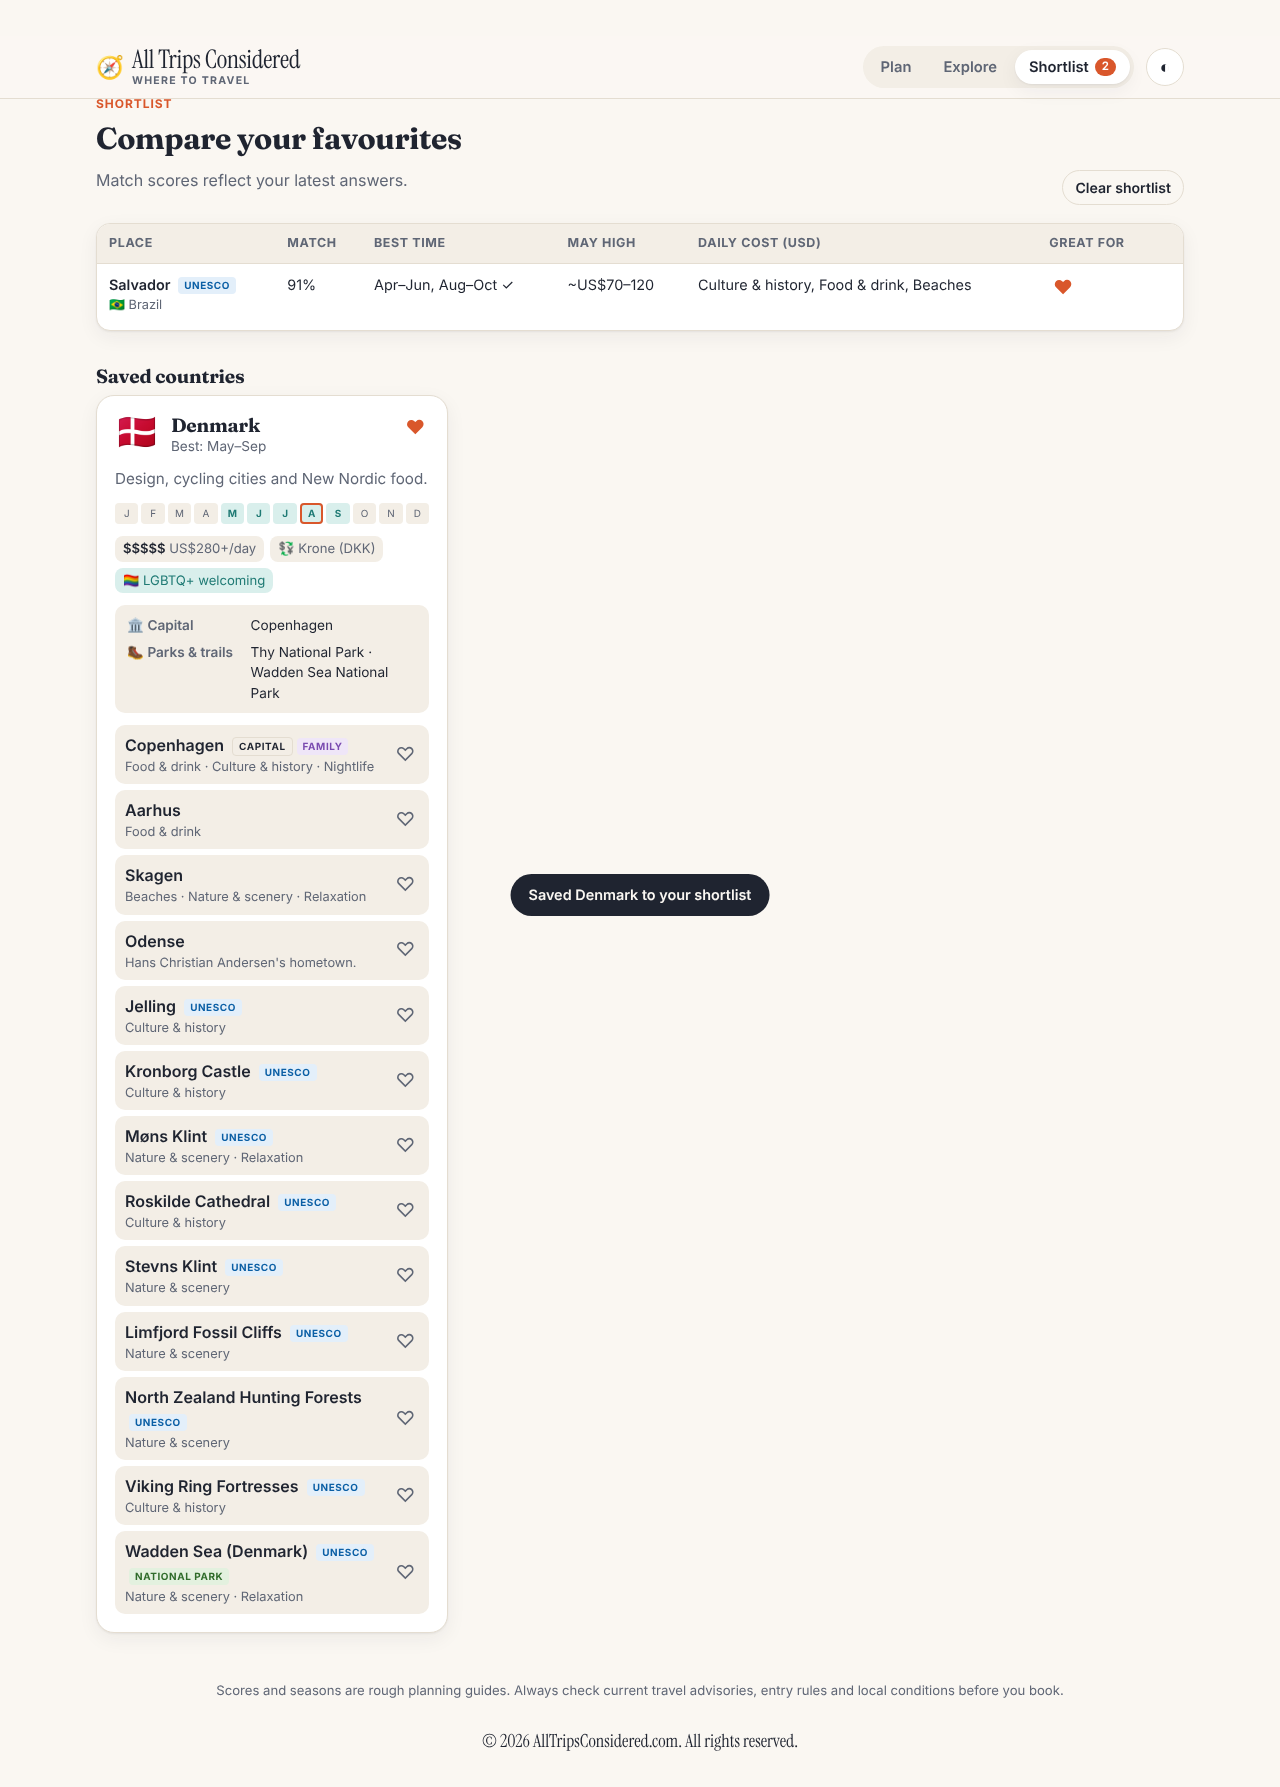 All Trips Considered
WHERE TO TRAVEL
Plan
Explore
Shortlist 2
SHORTLIST
Compare your favourites
Match scores reflect your latest answers.
Clear shortlist
PLACE MATCH BEST TIME MAY HIGH DAILY COST (USD) GREAT FOR
Salvador UNESCO 91% Apr–Jun, Aug–Oct ✓ ~US$70–120 Culture & history, Food & drink, Beaches
🇧🇷 Brazil
Saved countries
Denmark
Best: May–Sep
Design, cycling cities and New Nordic food.
J F M A M J J A S O N D
$$$$$ US$280+/day 💱 Krone (DKK)
🏳️‍🌈 LGBTQ+ welcoming
🏛️ Capital Copenhagen
🥾 Parks & trails Thy National Park ·
Wadden Sea National
Park
Copenhagen CAPITAL FAMILY
Food & drink · Culture & history · Nightlife
Aarhus
Food & drink
Skagen
Beaches · Nature & scenery · Relaxation
Saved Denmark to your shortlist
Odense
Hans Christian Andersen's hometown.
Jelling UNESCO
Culture & history
Kronborg Castle UNESCO
Culture & history
Møns Klint UNESCO
Nature & scenery · Relaxation
Roskilde Cathedral UNESCO
Culture & history
Stevns Klint UNESCO
Nature & scenery
Limfjord Fossil Cliffs UNESCO
Nature & scenery
North Zealand Hunting Forests
UNESCO
Nature & scenery
Viking Ring Fortresses UNESCO
Culture & history
Wadden Sea (Denmark) UNESCO
NATIONAL PARK
Nature & scenery · Relaxation
Scores and seasons are rough planning guides. Always check current travel advisories, entry rules and local conditions before you book.
© 2026 AllTripsConsidered.com. All rights reserved.